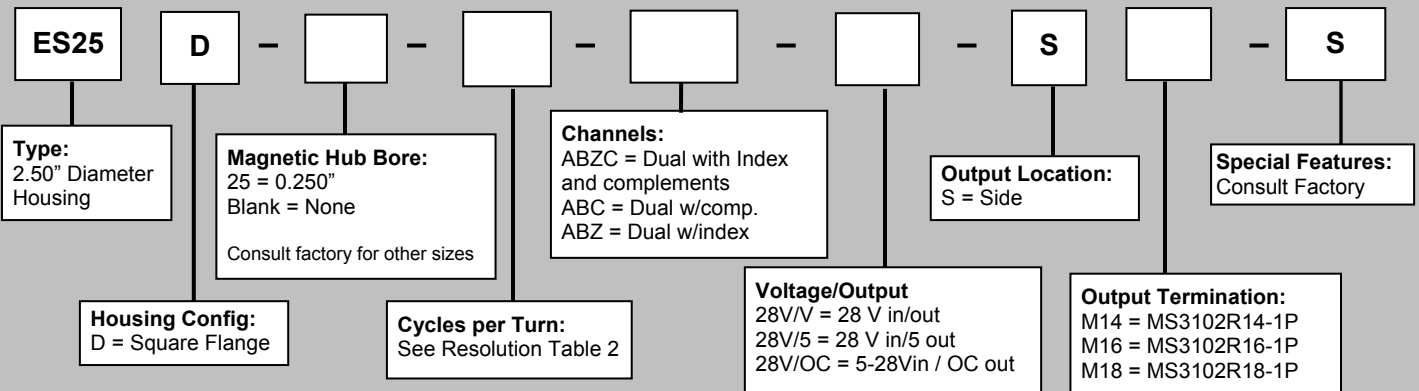 ES25 D – – – – – S – S
Type:
2.50” Diameter
Housing
Housing Config:
D = Square Flange
Magnetic Hub Bore:
25 = 0.250”
Blank = None
Consult factory for other sizes
Cycles per Turn:
See Resolution Table 2
Channels:
ABZC = Dual with Index
and complements
ABC = Dual w/comp.
ABZ = Dual w/index
Voltage/Output
28V/V = 28 V in/out
28V/5 = 28 V in/5 out
28V/OC = 5-28Vin / OC out
Output Location:
S = Side
Output Termination:
M14 = MS3102R14-1P
M16 = MS3102R16-1P
M18 = MS3102R18-1P
Special Features:
Consult Factory